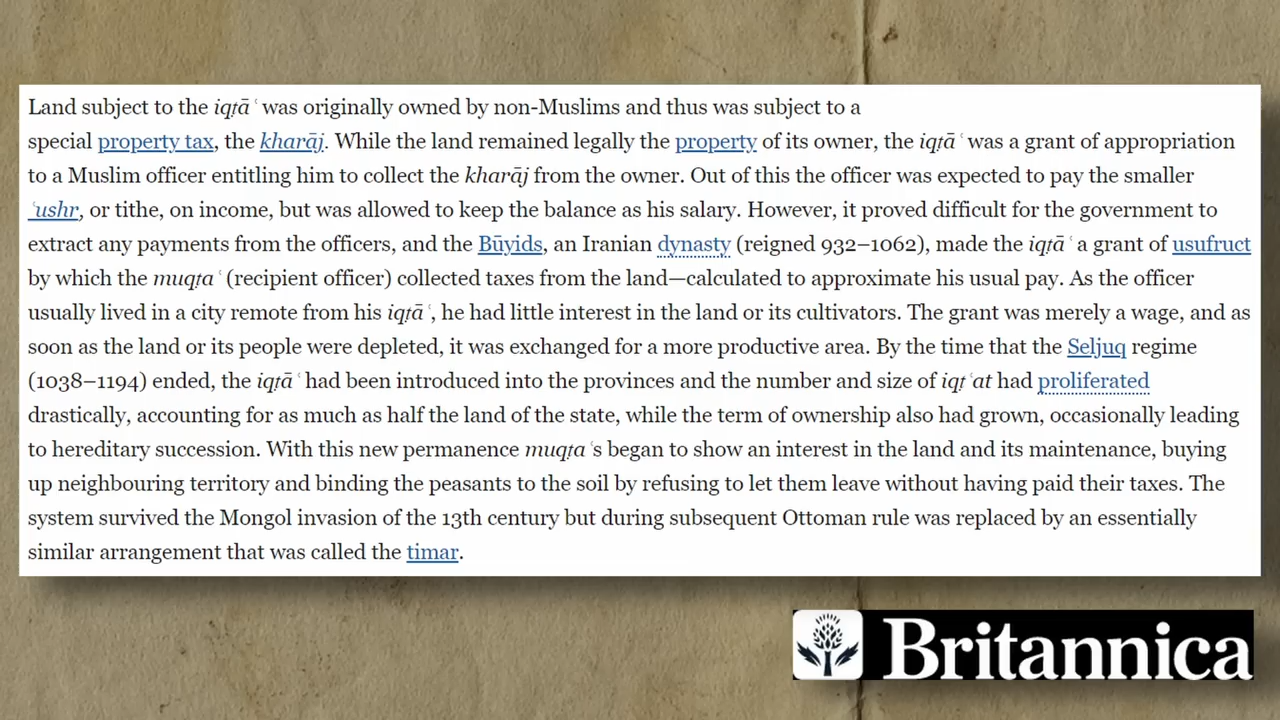 Land subject to the iqṭāʿ was originally owned by non-Muslims and thus was subject to a
special property tax, the kharāj. While the land remained legally the property of its owner, the iqṭāʿ was a grant of appropriation
to a Muslim officer entitling him to collect the kharāj from the owner. Out of this the officer was expected to pay the smaller
ʿushr, or tithe, on income, but was allowed to keep the balance as his salary. However, it proved difficult for the government to
extract any payments from the officers, and the Būyids, an Iranian dynasty (reigned 932–1062), made the iqṭāʿ a grant of usufruct
by which the muqṭaʿ (recipient officer) collected taxes from the land—calculated to approximate his usual pay. As the officer
usually lived in a city remote from his iqṭāʿ, he had little interest in the land or its cultivators. The grant was merely a wage, and as
soon as the land or its people were depleted, it was exchanged for a more productive area. By the time that the Seljuq regime
(1038–1194) ended, the iqṭāʿ had been introduced into the provinces and the number and size of iqṭʿat had proliferated
drastically, accounting for as much as half the land of the state, while the term of ownership also had grown, occasionally leading
to hereditary succession. With this new permanence muqṭaʿs began to show an interest in the land and its maintenance, buying
up neighbouring territory and binding the peasants to the soil by refusing to let them leave without having paid their taxes. The
system survived the Mongol invasion of the 13th century but during subsequent Ottoman rule was replaced by an essentially
similar arrangement that was called the timar.
Britannica